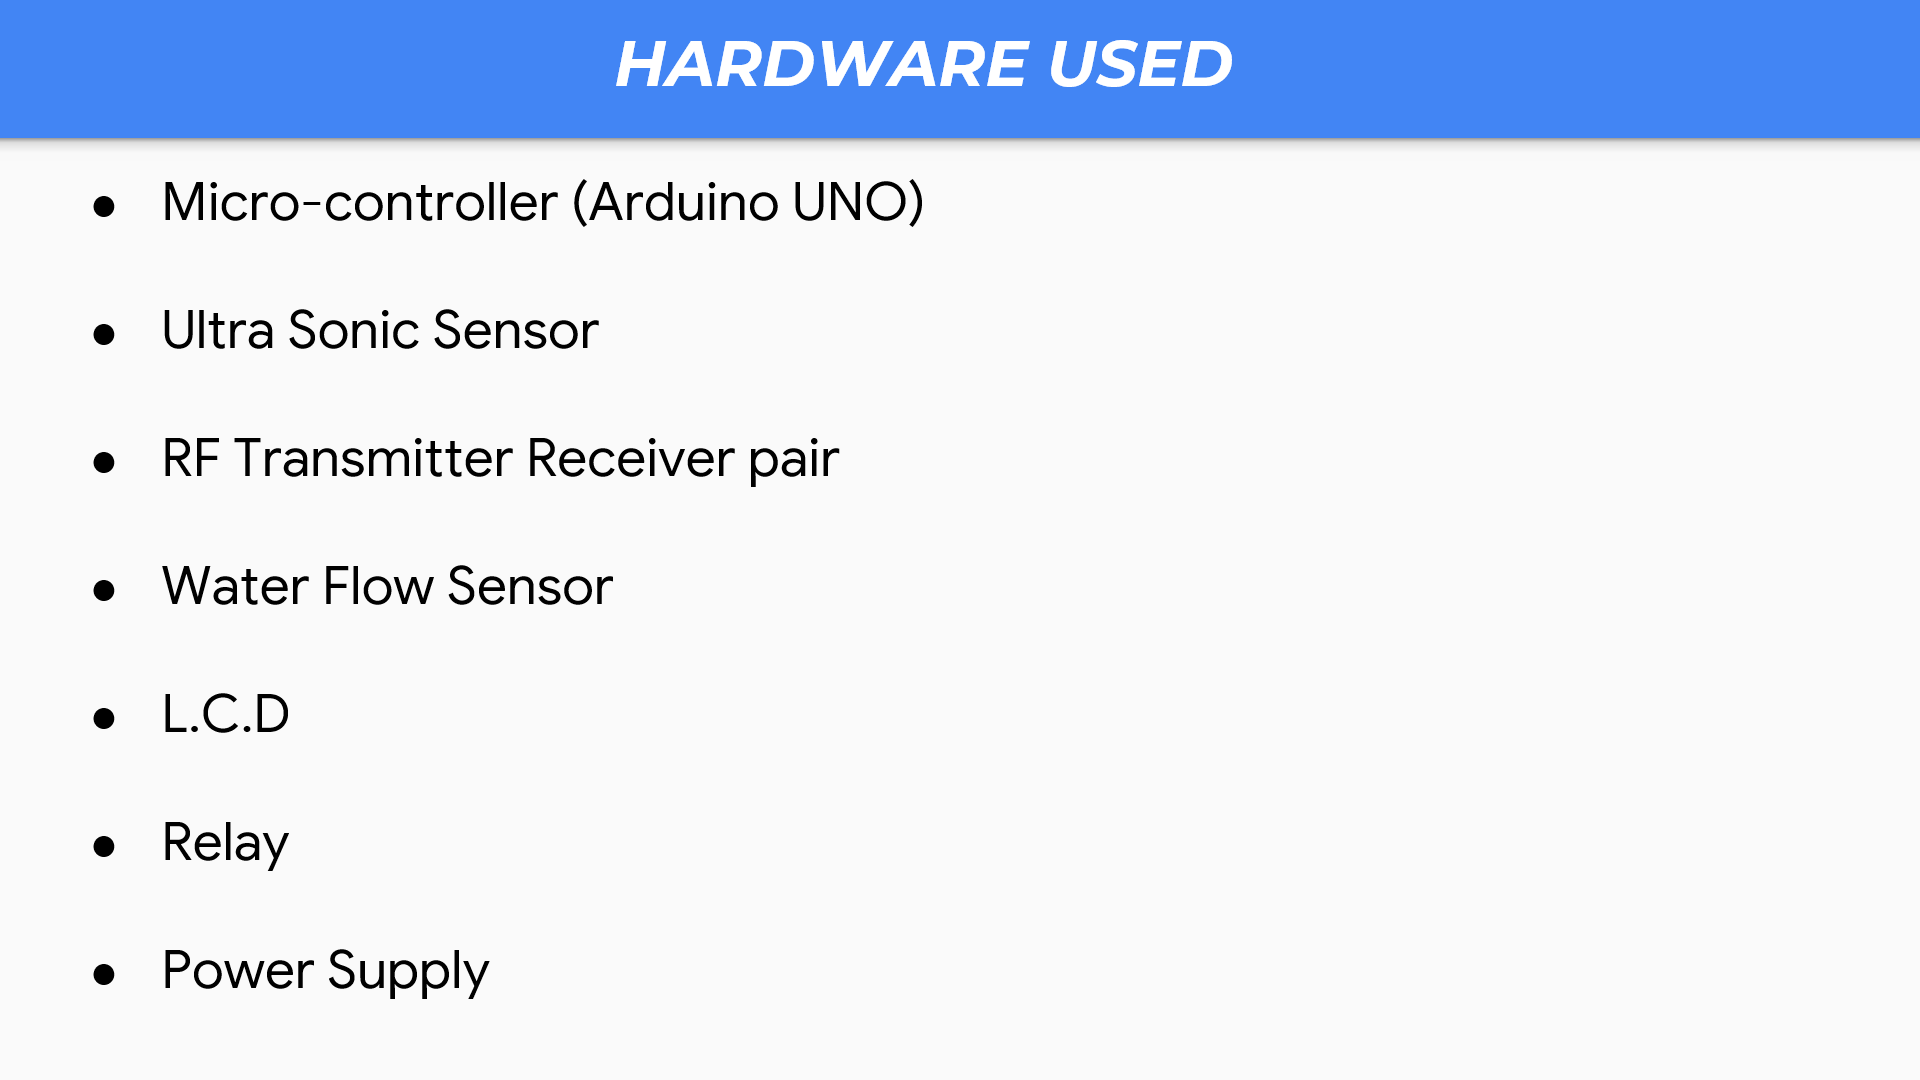 HARDWARE USED
● Micro-controller (Arduino UNO)
● Ultra Sonic Sensor
● RF Transmitter Receiver pair
● Water Flow Sensor
● L.C.D
● Relay
● Power Supply